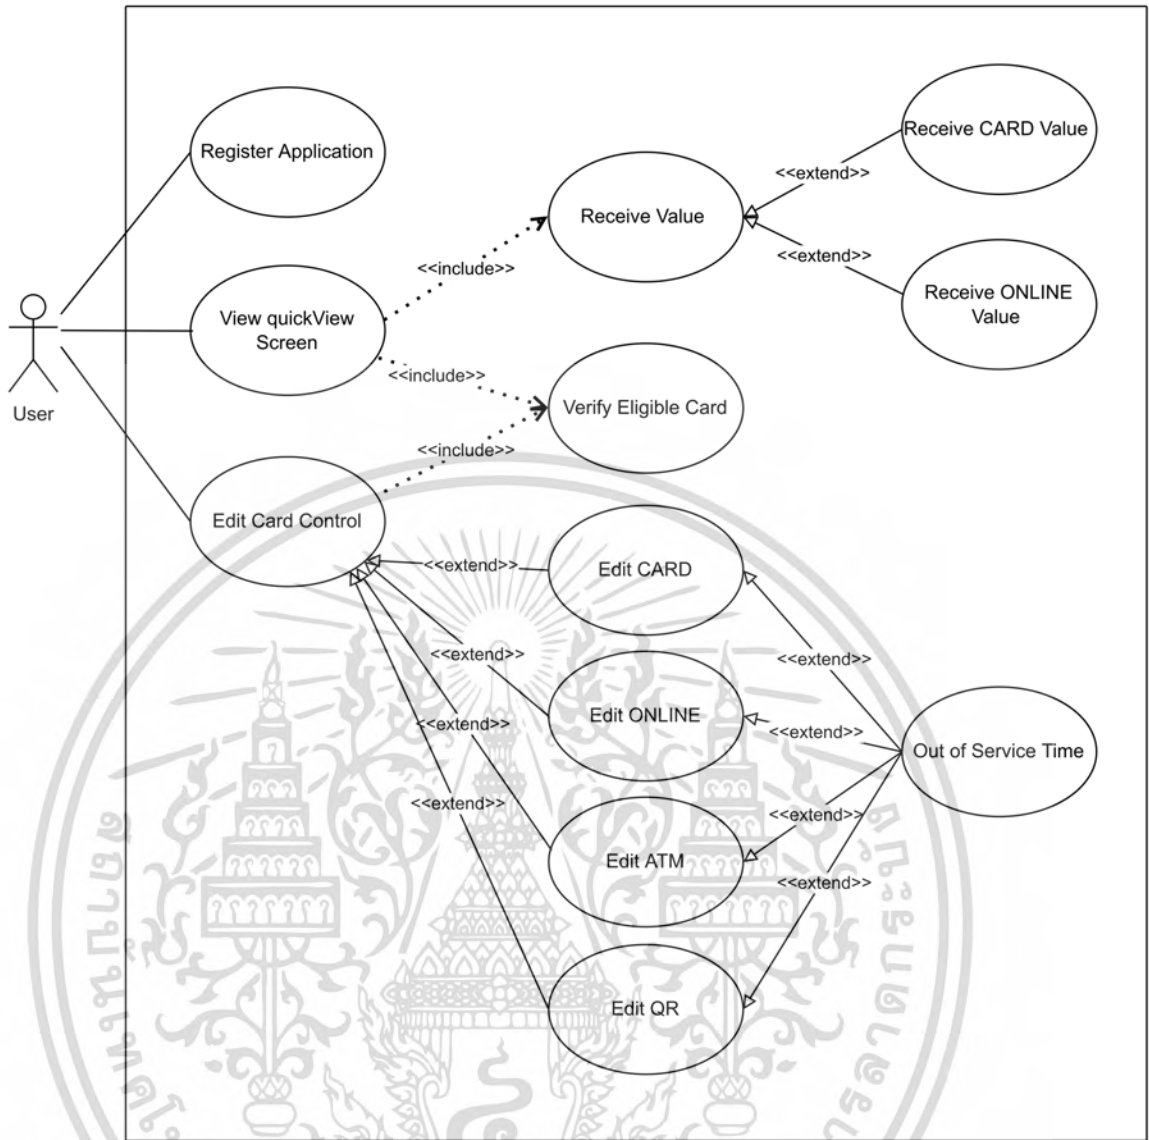 Register Application
Receive CARD Value
<<extend>>
Receive Value
<<extend>>
<<include>>
Receive ONLINE
Value
View quickView
Screen
<<include>>
Verify Eligible Card
User
<<include>>
Edit Card Control
<<extend>>
Edit CARD
<<extend>>
<<extend>>
Edit ONLINE
<<extend>>
<<extend>>
Out of Service Time
<<extend>>
<<extend>>
Edit ATM
<<extend>>
Edit QR